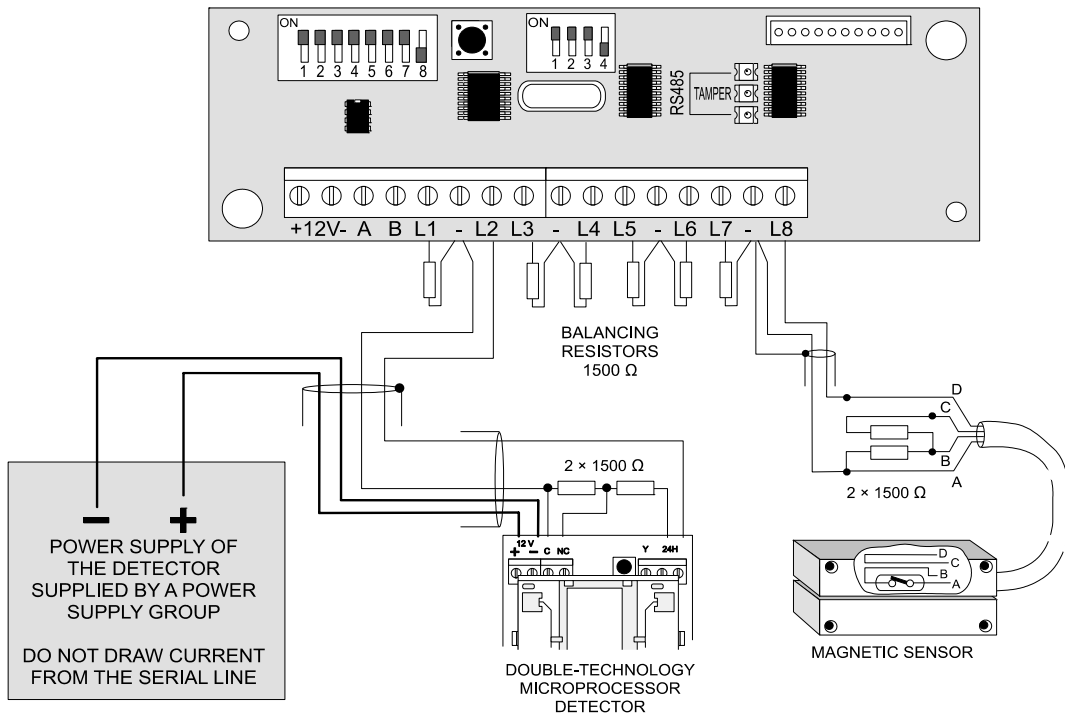 ON
1 2 3 4 5 6 7 8
ON
1 2 3 4
RS485
TAMPER
+12V- A B L1 - L2 L3 - L4 L5 - L6 L7 - L8
BALANCING
RESISTORS
1500 Ω
D
C
B
A
2 × 1500 Ω
2 × 1500 Ω
POWER SUPPLY OF
THE DETECTOR
SUPPLIED BY A POWER
SUPPLY GROUP
DO NOT DRAW CURRENT
FROM THE SERIAL LINE
– +
12 V
+ – C NC
Y 24H
DOUBLE-TECHNOLOGY
MICROPROCESSOR
DETECTOR
D
C
B
A
MAGNETIC SENSOR